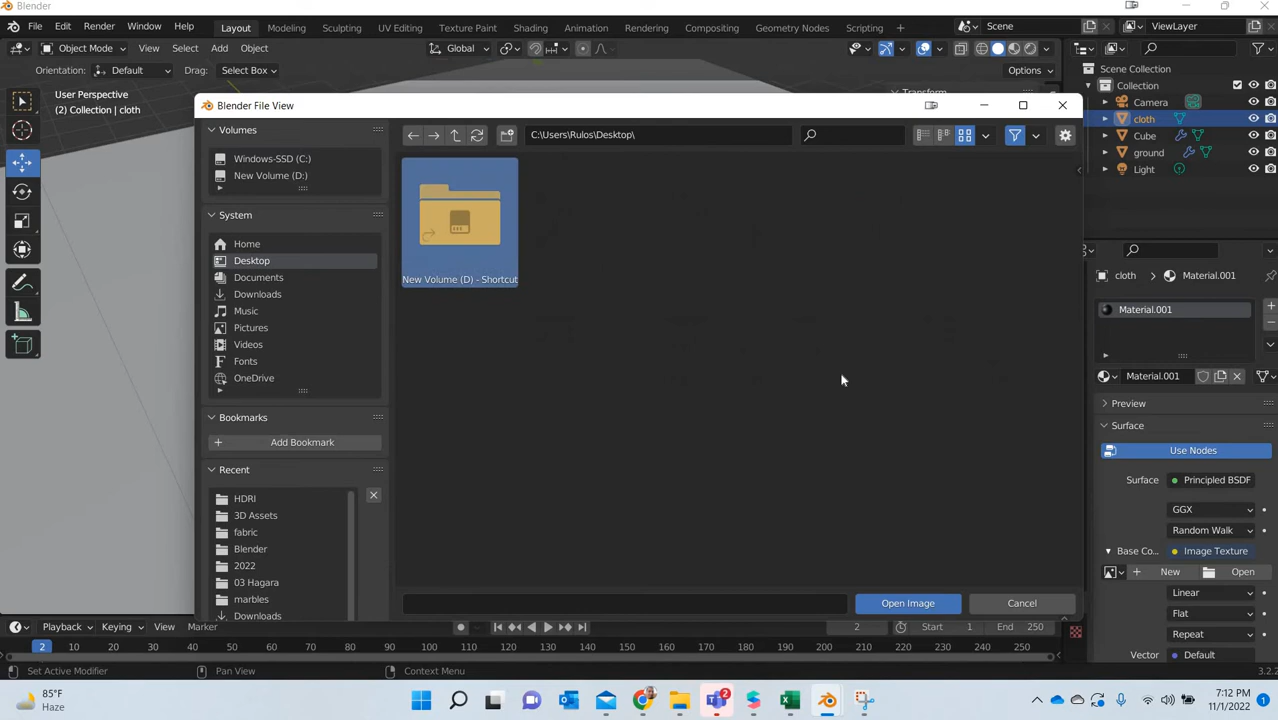 Blender
File Edit Render Window Help Layout Modeling Sculpting UV Editing Texture Paint Shading Animation Rendering Compositing Geometry Nodes Scripting + Scene ViewLayer
Object Mode View Select Add Object Global
Orientation: Default Drag: Select Box Options
User Perspective
(2) Collection | cloth
Transform
Scene Collection
Collection
Camera
cloth
Cube
ground
Light
Blender File View
Volumes
Windows-SSD (C:)
New Volume (D:)
System
Home
Desktop
Documents
Downloads
Music
Pictures
Videos
Fonts
OneDrive
Bookmarks
+ Add Bookmark
Recent
HDRI
3D Assets
fabric
Blender
2022
03 Hagara
marbles
Downloads
C:\Users\Rulos\Desktop\
New Volume (D) - Shortcut
Open Image Cancel
cloth Material.001
Material.001
Material.001
Preview
Surface
Use Nodes
Surface Principled BSDF
GGX
Random Walk
Base Co... Image Texture
+ New Open
Linear
Flat
Repeat
Vector Default
Playback Keying View Marker 2 Start 1 End 250
2 10 20 30 40 50 60 70 80 90 100 110 120 130 140 150 160 170 180 190 200 210 220 230 240 250
Set Active Modifier Pan View Context Menu 3.2.2
85°F
Haze
2
7:12 PM
11/1/2022